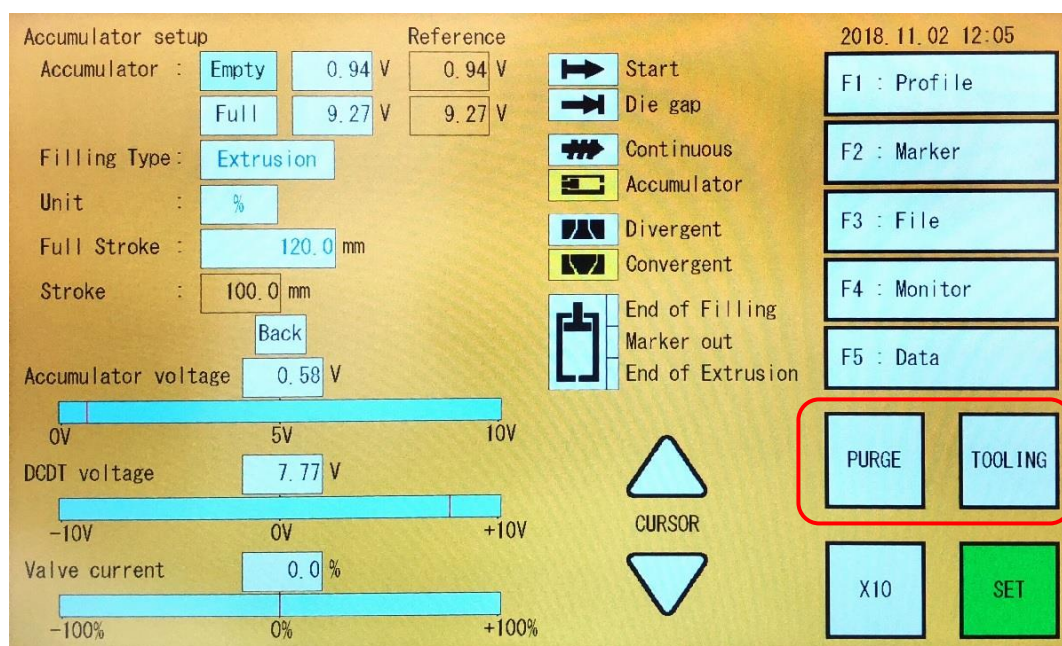 Accumulator setup Reference
Accumulator : Empty 0.94 V 0.94 V
Full 9.27 V 9.27 V
Filling Type: Extrusion
Unit : %
Full Stroke : 120.0 mm
Stroke : 100.0 mm
Back
Accumulator voltage 0.58 V
0V 5V 10V
DCDT voltage 7.77 V
-10V 0V +10V
Valve current 0.0 %
-100% 0% +100%
Start
Die gap
Continuous
Accumulator
Divergent
Convergent
End of Filling
Marker out
End of Extrusion
CURSOR
2018.11.02 12:05
F1 : Profile
F2 : Marker
F3 : File
F4 : Monitor
F5 : Data
PURGE TOOLING
X10 SET